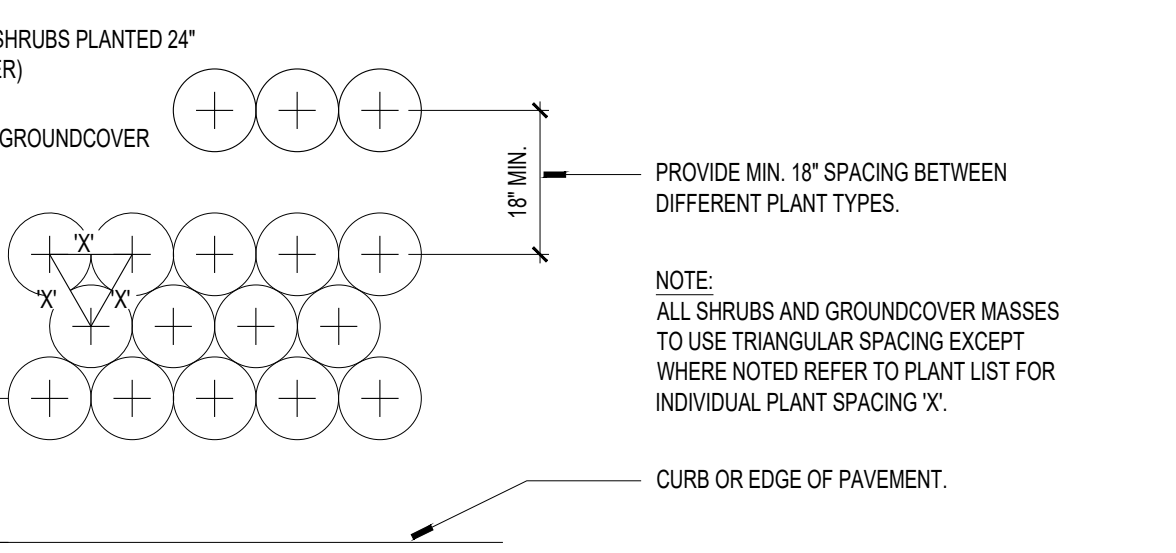 SHRUBS PLANTED 24"
GROUNDCOVER
18" MIN.
PROVIDE MIN. 18" SPACING BETWEEN
DIFFERENT PLANT TYPES.
'X'
'X' 'X'
NOTE:
ALL SHRUBS AND GROUNDCOVER MASSES
TO USE TRIANGULAR SPACING EXCEPT
WHERE NOTED REFER TO PLANT LIST FOR
INDIVIDUAL PLANT SPACING 'X'.
CURB OR EDGE OF PAVEMENT.